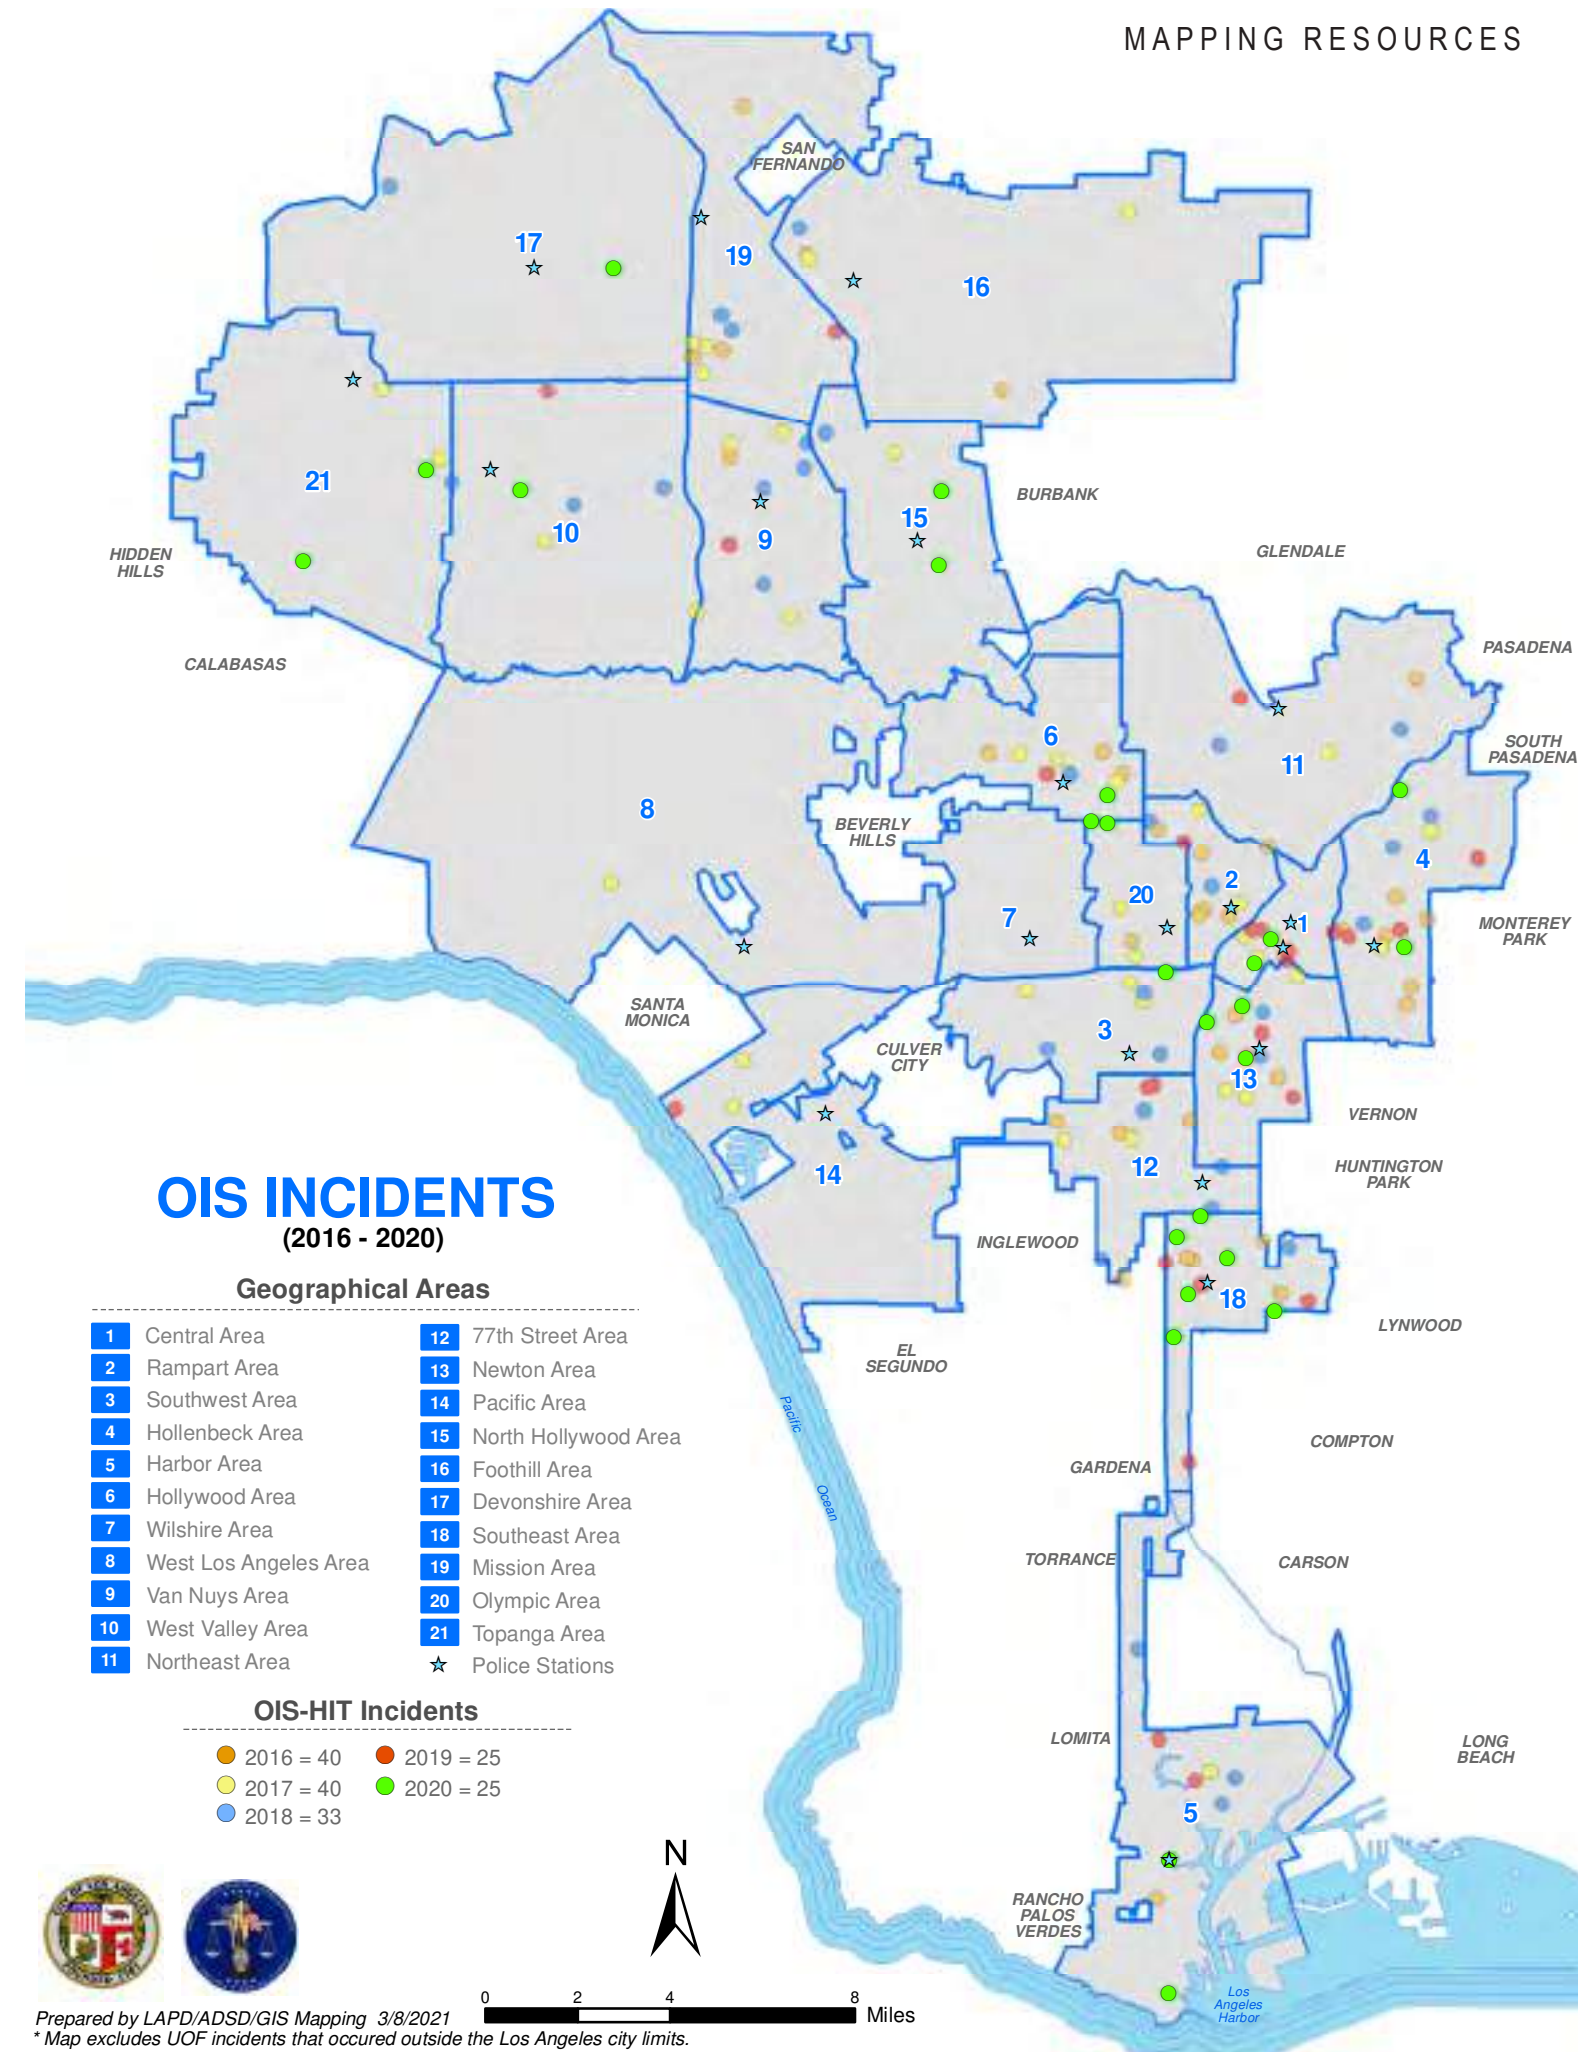 MAPPING RESOURCES
SAN
FERNANDO
17
19
16
21
10
9
15
BURBANK
GLENDALE
HIDDEN
HILLS
CALABASAS
PASADENA
SOUTH
PASADENA
6
11
8
BEVERLY
HILLS
4
2
20
7
1
MONTEREY
PARK
SANTA
MONICA
3
CULVER
CITY
13
VERNON
14
12
HUNTINGTON
PARK
INGLEWOOD
18
LYNWOOD
EL
SEGUNDO
Pacific
Ocean
COMPTON
GARDENA
TORRANCE
CARSON
LOMITA
LONG
BEACH
5
RANCHO
PALOS
VERDES
Los
Angeles
Harbor
OIS INCIDENTS
(2016 - 2020)
Geographical Areas
1 Central Area
2 Rampart Area
3 Southwest Area
4 Hollenbeck Area
5 Harbor Area
6 Hollywood Area
7 Wilshire Area
8 West Los Angeles Area
9 Van Nuys Area
10 West Valley Area
11 Northeast Area
12 77th Street Area
13 Newton Area
14 Pacific Area
15 North Hollywood Area
16 Foothill Area
17 Devonshire Area
18 Southeast Area
19 Mission Area
20 Olympic Area
21 Topanga Area
Police Stations
OIS-HIT Incidents
2016 = 40
2017 = 40
2018 = 33
2019 = 25
2020 = 25
N
0 2 4 8
Miles
Prepared by LAPD/ADSD/GIS Mapping 3/8/2021
* Map excludes UOF incidents that occured outside the Los Angeles city limits.